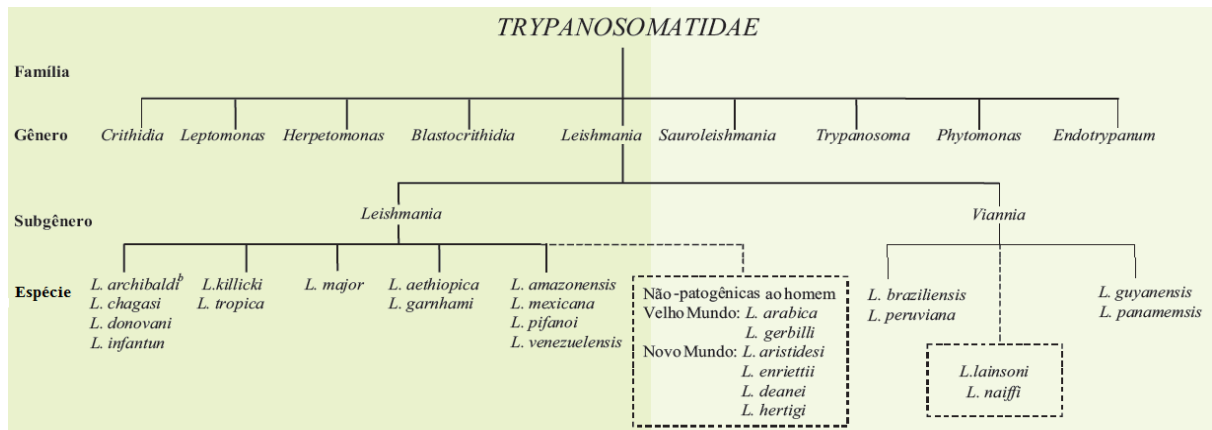 TRYPANOSOMATIDAE
Família
Gênero
Crithidia
Leptomonas
Herpetomonas
Blastocrithidia
Leishmania
Sauroleishmania
Trypanosoma
Phytomonas
Endotrypanum
Subgênero
Leishmania
Viannia
Espécie
L. archibaldi b
L. chagasi
L. donovani
L. infantun
L.killicki
L. tropica
L. major
L. aethiopica
L. garnhami
L. amazonensis
L. mexicana
L. pifanoi
L. venezuelensis
Não-patogênicas ao homem
Velho Mundo: L. arabica
L. gerbilli
Novo Mundo: L. aristidesi
L. enriettii
L. deanei
L. hertigi
L. braziliensis
L. peruviana
L.lainsoni
L. naiffi
L. guyanensis
L. panamemsis